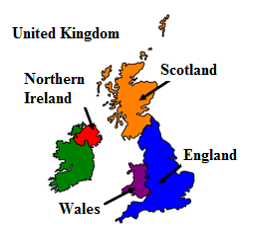 United Kingdom
Scotland
Northern
Ireland
England
Wales